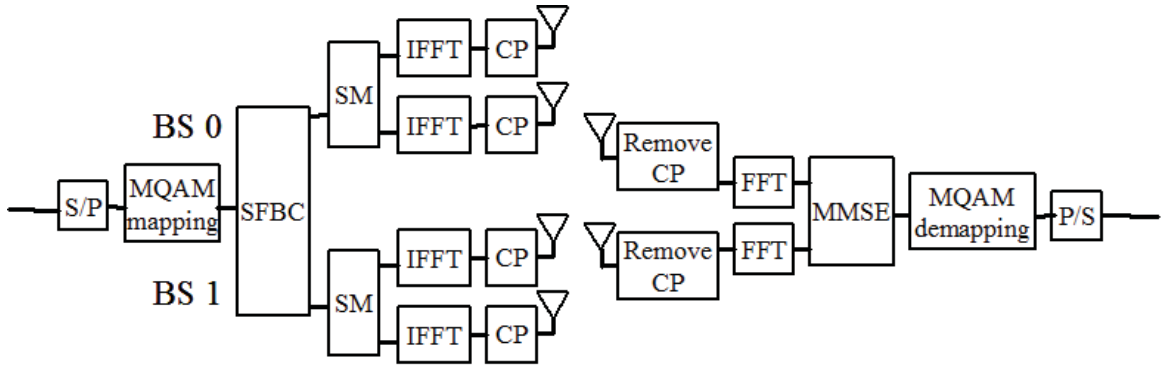 BS 0
BS 1
S/P
MQAM
mapping
SFBC
SM
IFFT
CP
IFFT
CP
SM
IFFT
CP
IFFT
CP
Remove
CP
FFT
Remove
CP
FFT
MMSE
MQAM
demapping
P/S